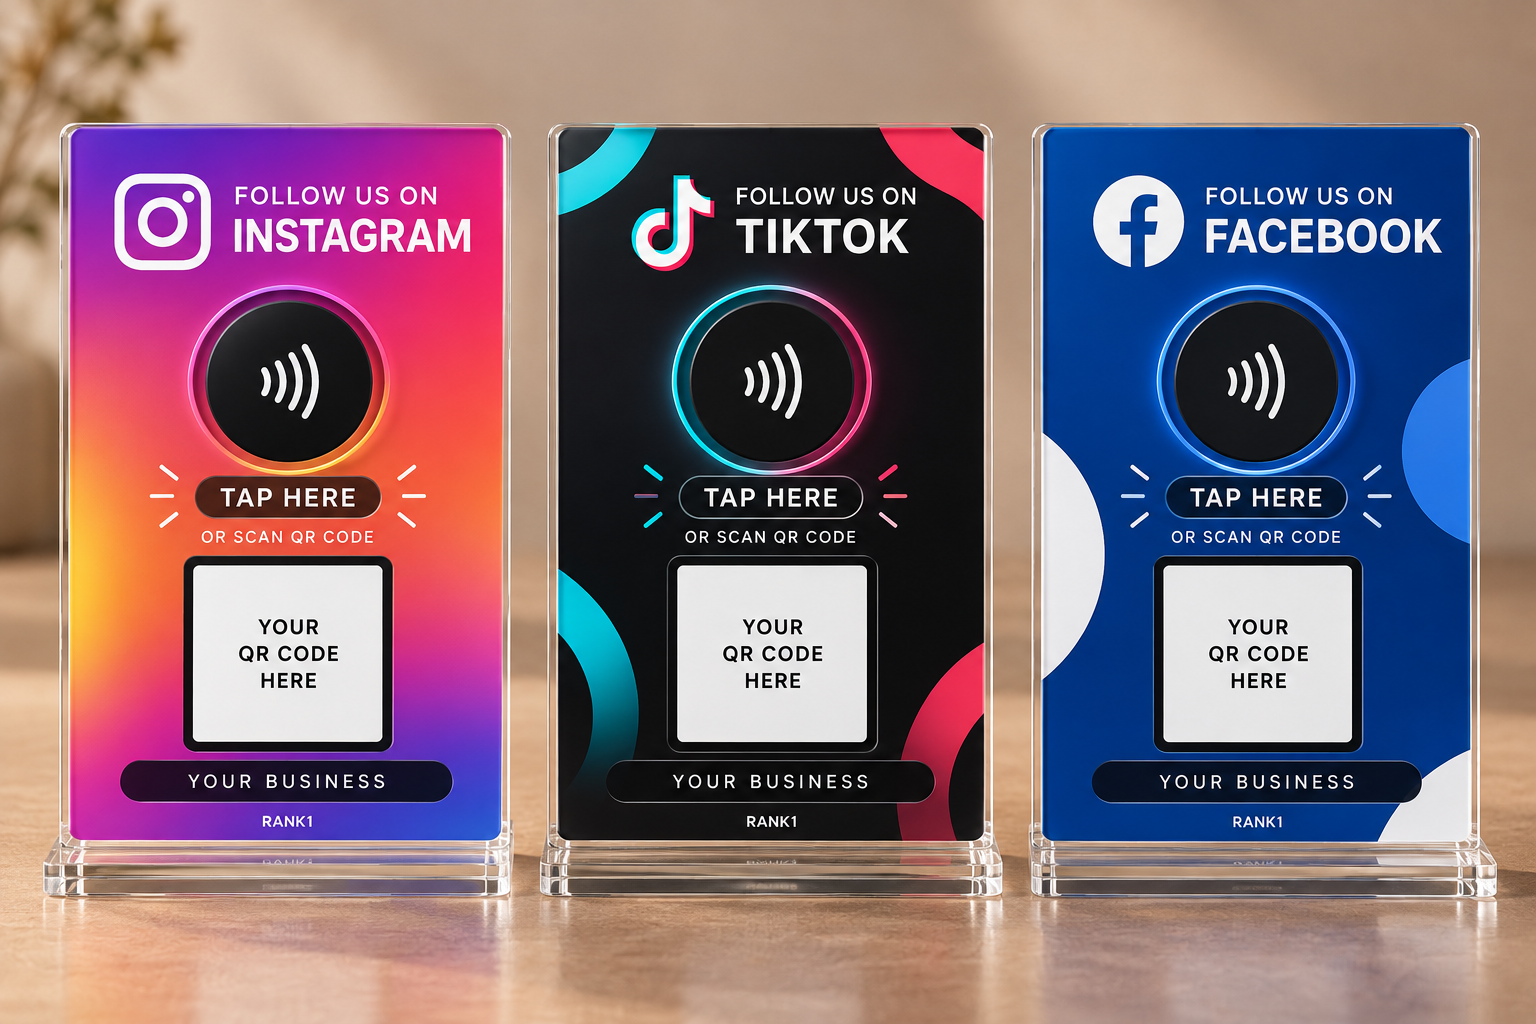 FOLLOW US ON
INSTAGRAM
TAP HERE
OR SCAN QR CODE
YOUR
QR CODE
HERE
YOUR BUSINESS
RANK1
FOLLOW US ON
TIKTOK
TAP HERE
OR SCAN QR CODE
YOUR
QR CODE
HERE
YOUR BUSINESS
RANK1
FOLLOW US ON
FACEBOOK
TAP HERE
OR SCAN QR CODE
YOUR
QR CODE
HERE
YOUR BUSINESS
RANK1